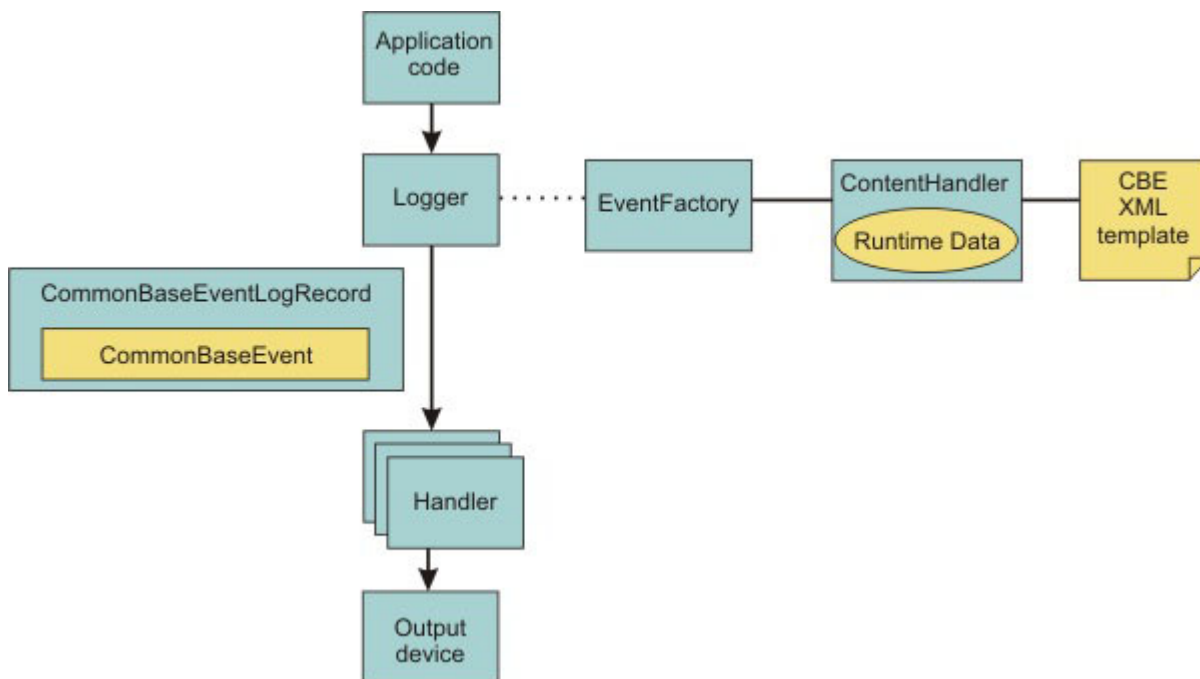 Application
code
Logger
EventFactory
ContentHandler
Runtime Data
CBE
XML
template
CommonBaseEventLogRecord
CommonBaseEvent
Handler
Output
device